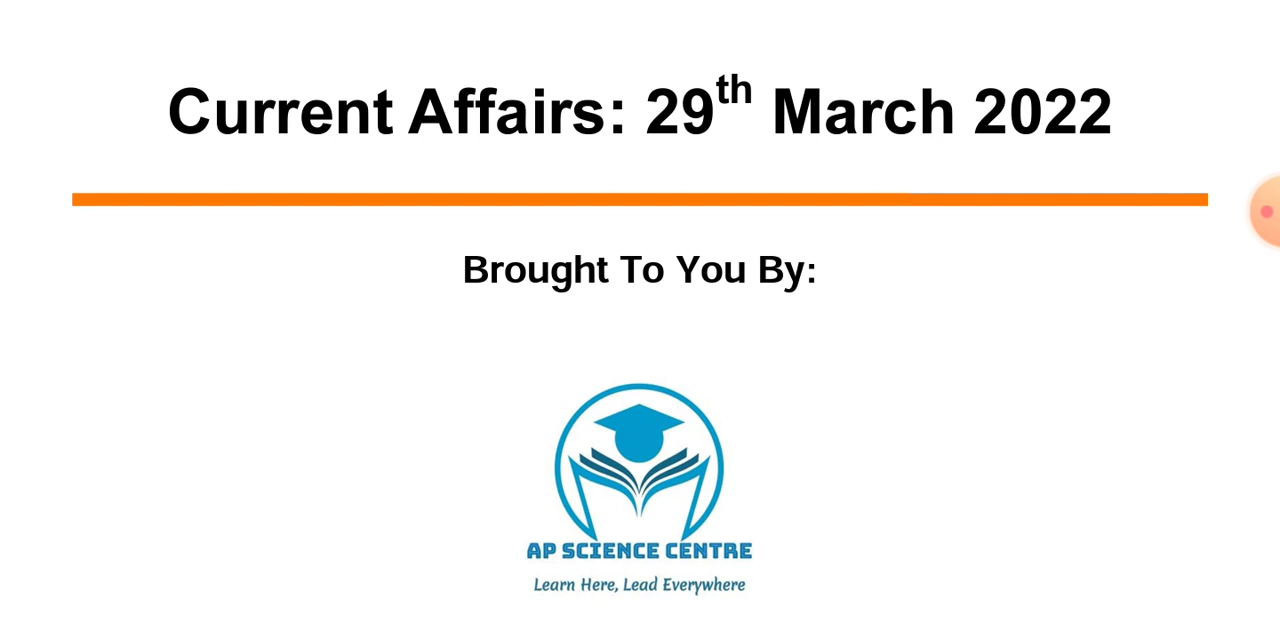 Current Affairs: 29th March 2022
Brought To You By:
AP SCIENCE CENTRE
Learn Here, Lead Everywhere